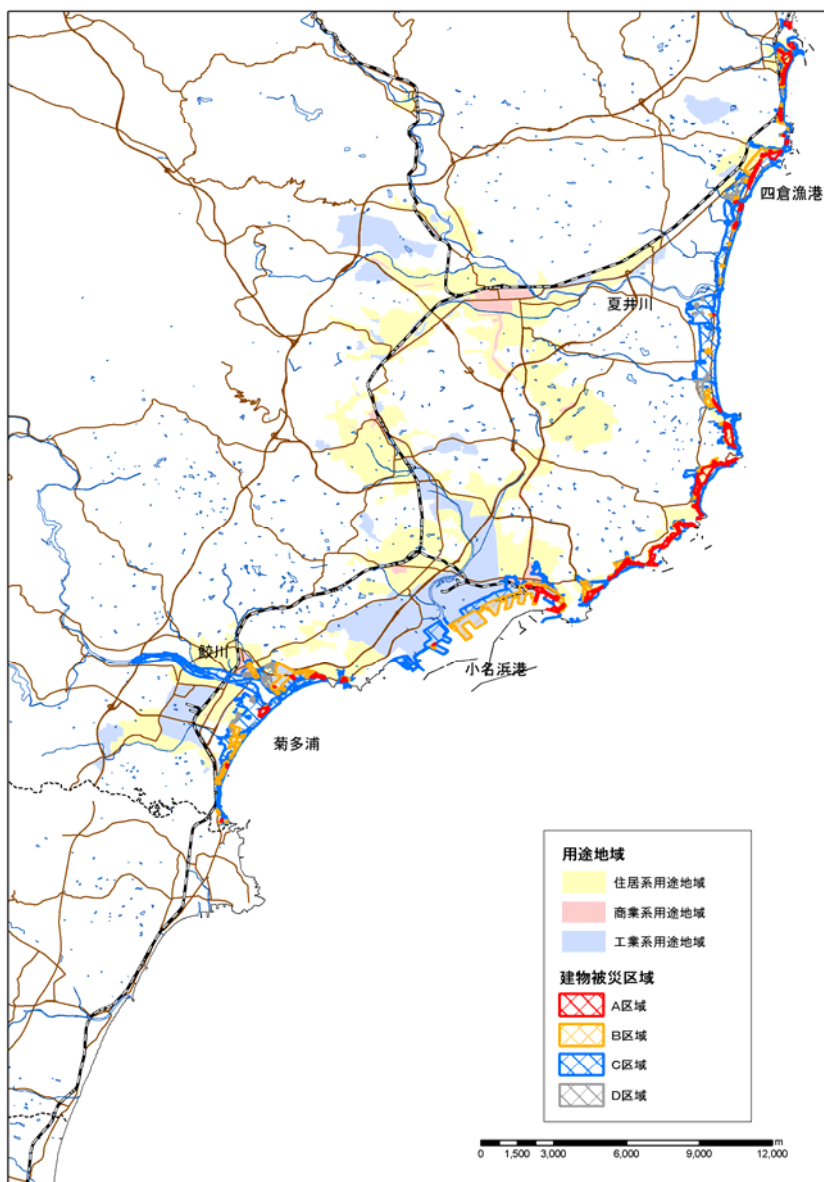 四倉漁港
夏井川
小名浜港
鮫川
菊多浦
用途地域
住居系用途地域
商業系用途地域
工業系用途地域
建物被災区域
A区域
B区域
C区域
D区域
m
0 1,500 3,000 6,000 9,000 12,000